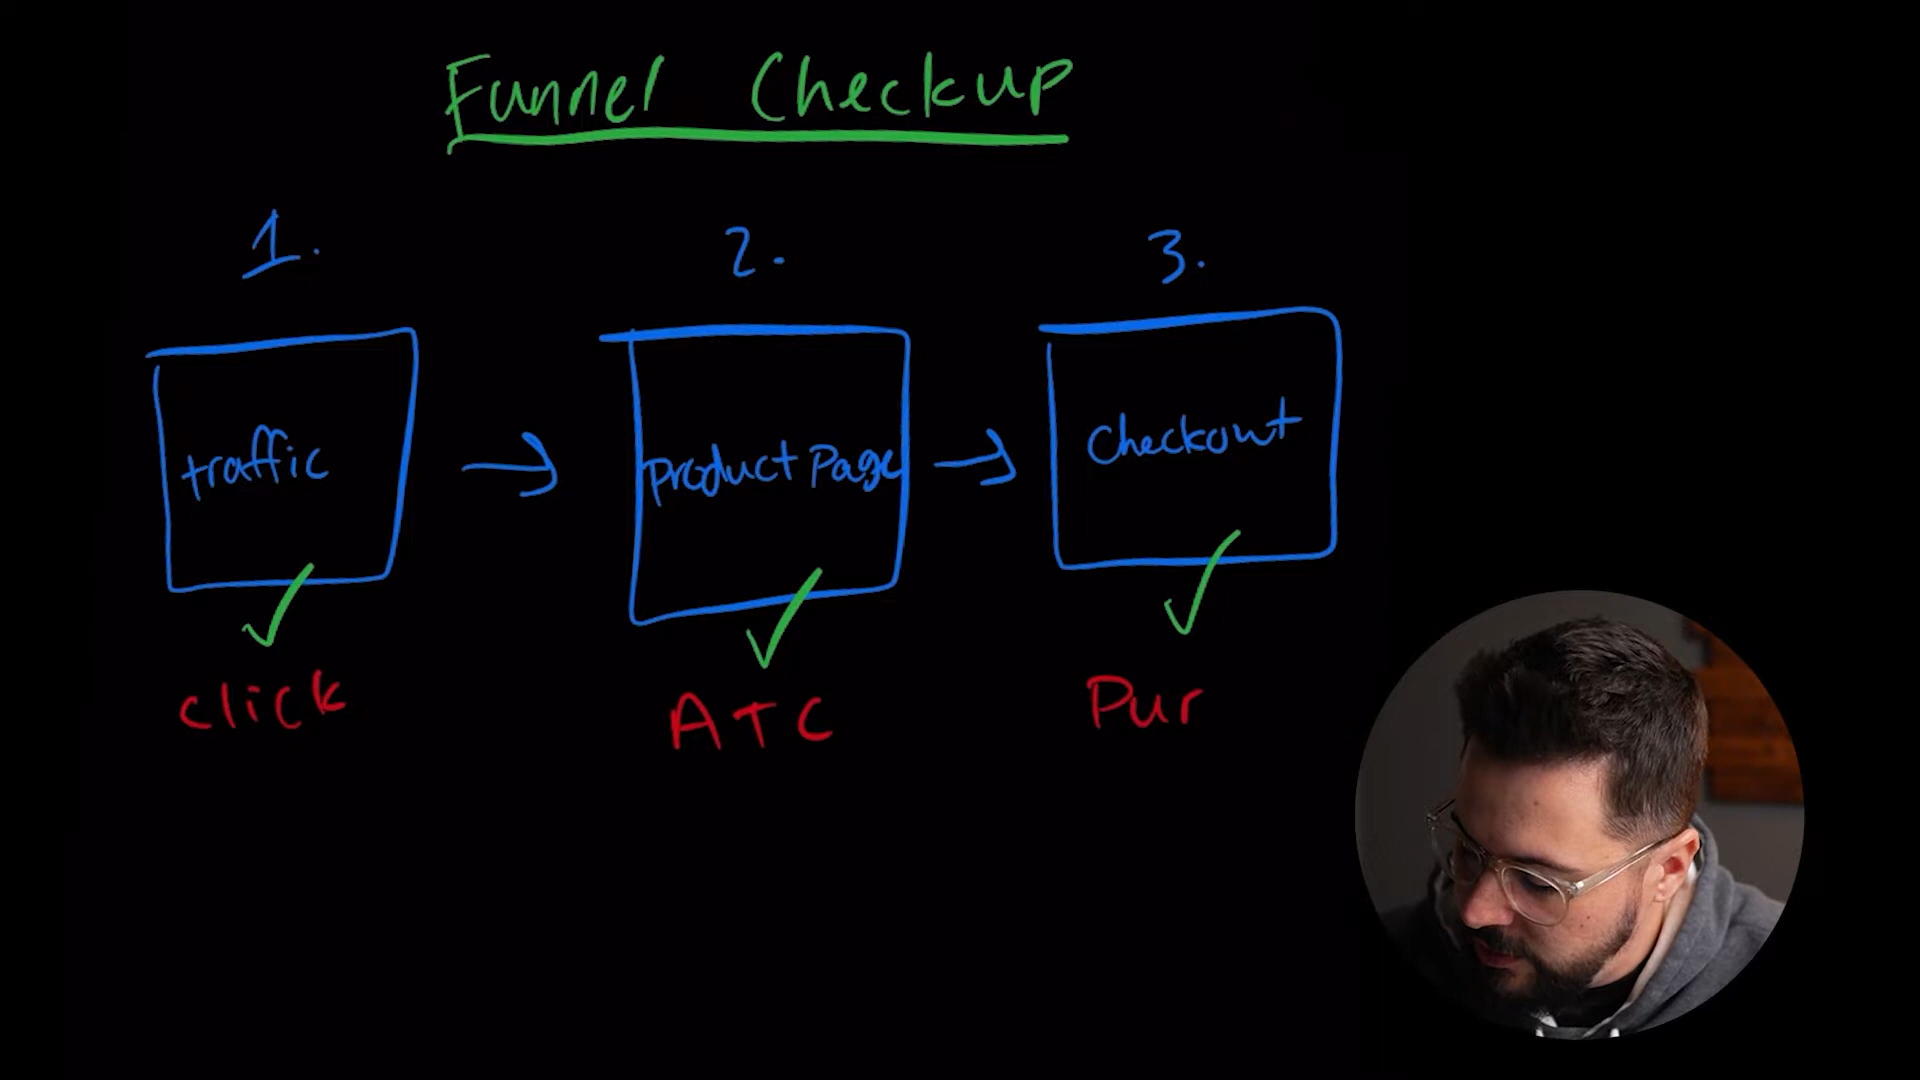 Funnel Checkup
1. 2. 3.
traffic → product Page → Checkout
✓ ✓ ✓
click ATC Pur